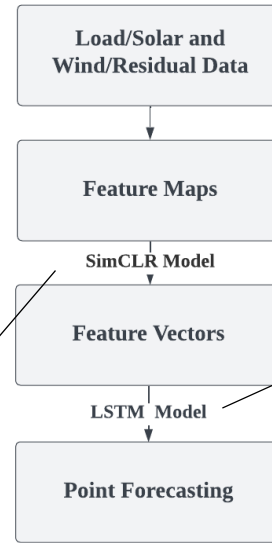 Load/Solar and
Wind/Residual Data
Feature Maps
SimCLR Model
Feature Vectors
LSTM Model
Point Forecasting